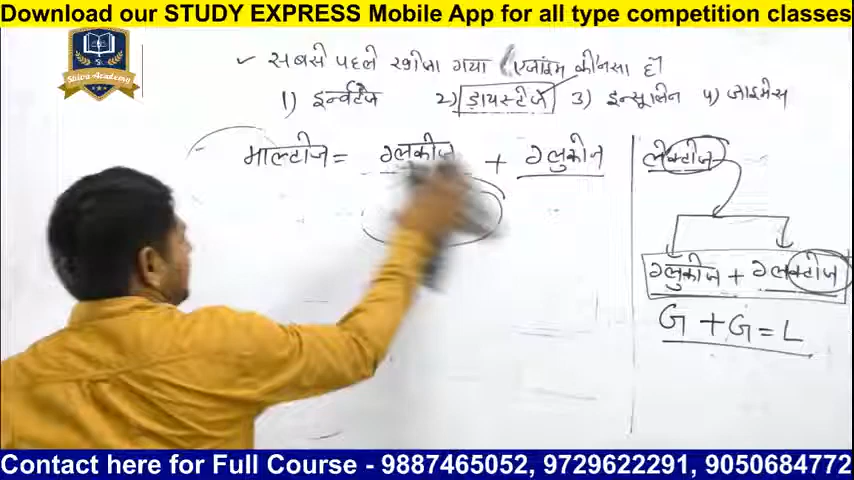 Download our STUDY EXPRESS Mobile App for all type competition classes
Shiva Academy
सबसे पहले खोजा गया एंजाइम कौनसा है
1) इन्वर्टेज 2) डायस्टेज 3) इन्सूलिन 4) जाइमेस
माल्टोज = ग्लूकोज + ग्लुकोज
लेक्टोज
ग्लुकोज + गलक्टोज
G + G = L
Contact here for Full Course - 9887465052, 9729622291, 9050684772